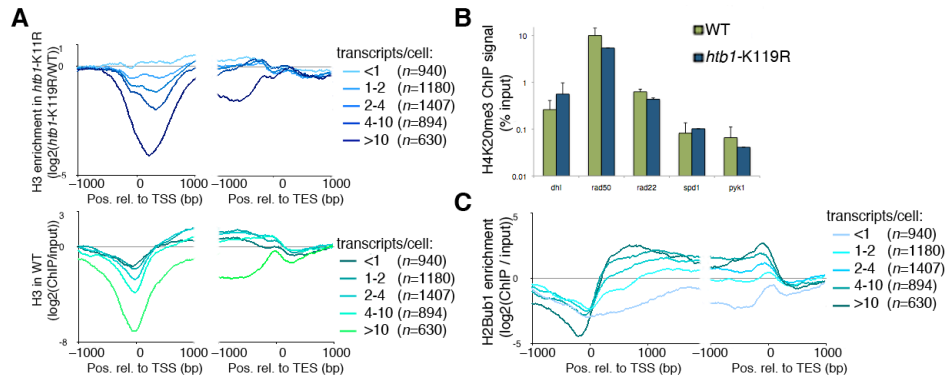 A
H3 enrichment in htb1-K11R
(log2(htb1-K119R/WT))
1
0
-5
−1000
0
1000
Pos. rel. to TSS (bp)
−1000
0
1000
Pos. rel. to TES (bp)
transcripts/cell:
<1 (n=940)
1-2 (n=1180)
2-4 (n=1407)
4-10 (n=894)
>10 (n=630)
H3 in WT
(log2(ChIP/input))
3
0
-8
−1000
0
1000
Pos. rel. to TSS (bp)
−1000
0
1000
Pos. rel. to TES (bp)
transcripts/cell:
<1 (n=940)
1-2 (n=1180)
2-4 (n=1407)
4-10 (n=894)
>10 (n=630)
B
H4K20me3 ChIP signal
(% input)
10
1
0.1
0.01
dhI
rad50
rad22
spd1
pyk1
WT
htb1-K119R
C
H2Bub1 enrichment
(log2(ChIP / input)
5
0
-5
−1000
0
1000
Pos. rel. to TSS (bp)
−1000
0
1000
Pos. rel. to TES (bp)
transcripts/cell:
<1 (n=940)
1-2 (n=1180)
2-4 (n=1407)
4-10 (n=894)
>10 (n=630)